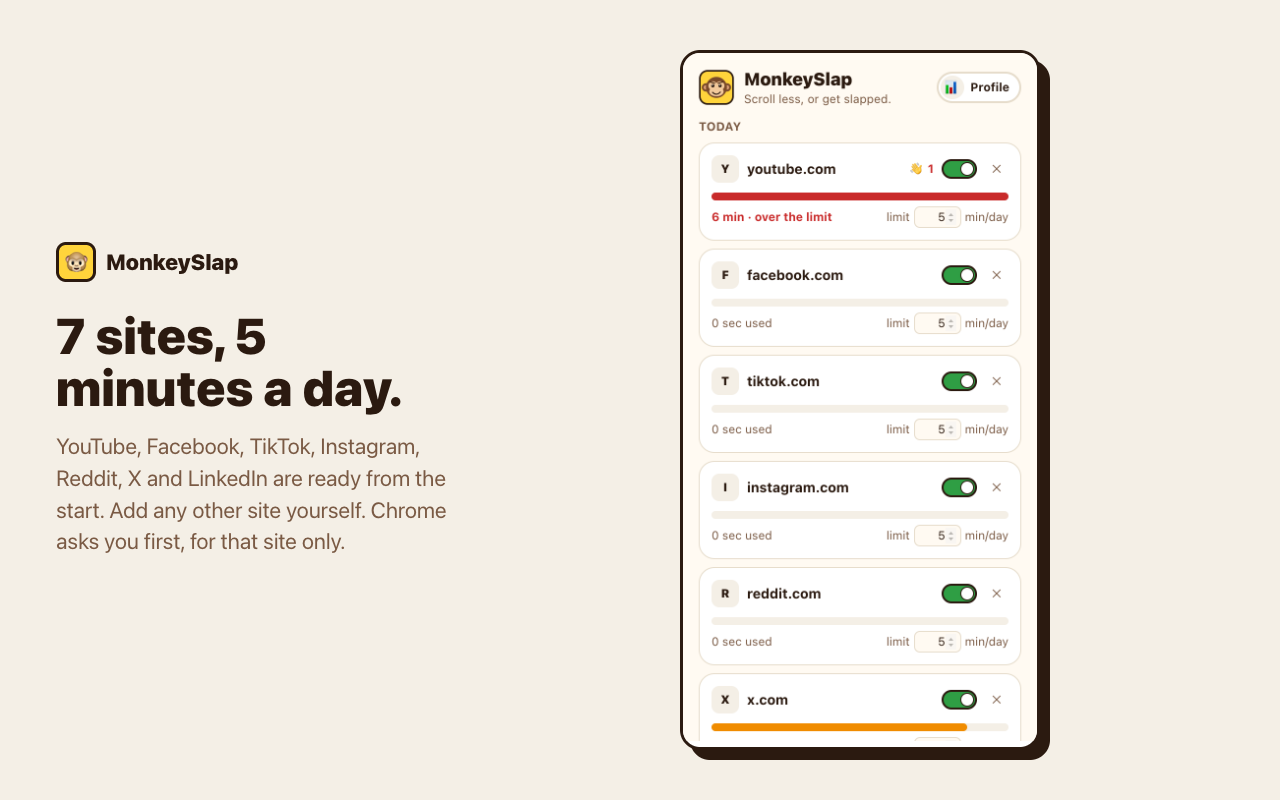 MonkeySlap
7 sites, 5
minutes a day.
YouTube, Facebook, TikTok, Instagram,
Reddit, X and LinkedIn are ready from the
start. Add any other site yourself. Chrome
asks you first, for that site only.
MonkeySlap
Scroll less, or get slapped.
Profile
TODAY
Y youtube.com 👋 1 ×
6 min · over the limit limit 5 min/day
F facebook.com ×
0 sec used limit 5 min/day
T tiktok.com ×
0 sec used limit 5 min/day
I instagram.com ×
0 sec used limit 5 min/day
R reddit.com ×
0 sec used limit 5 min/day
X x.com ×